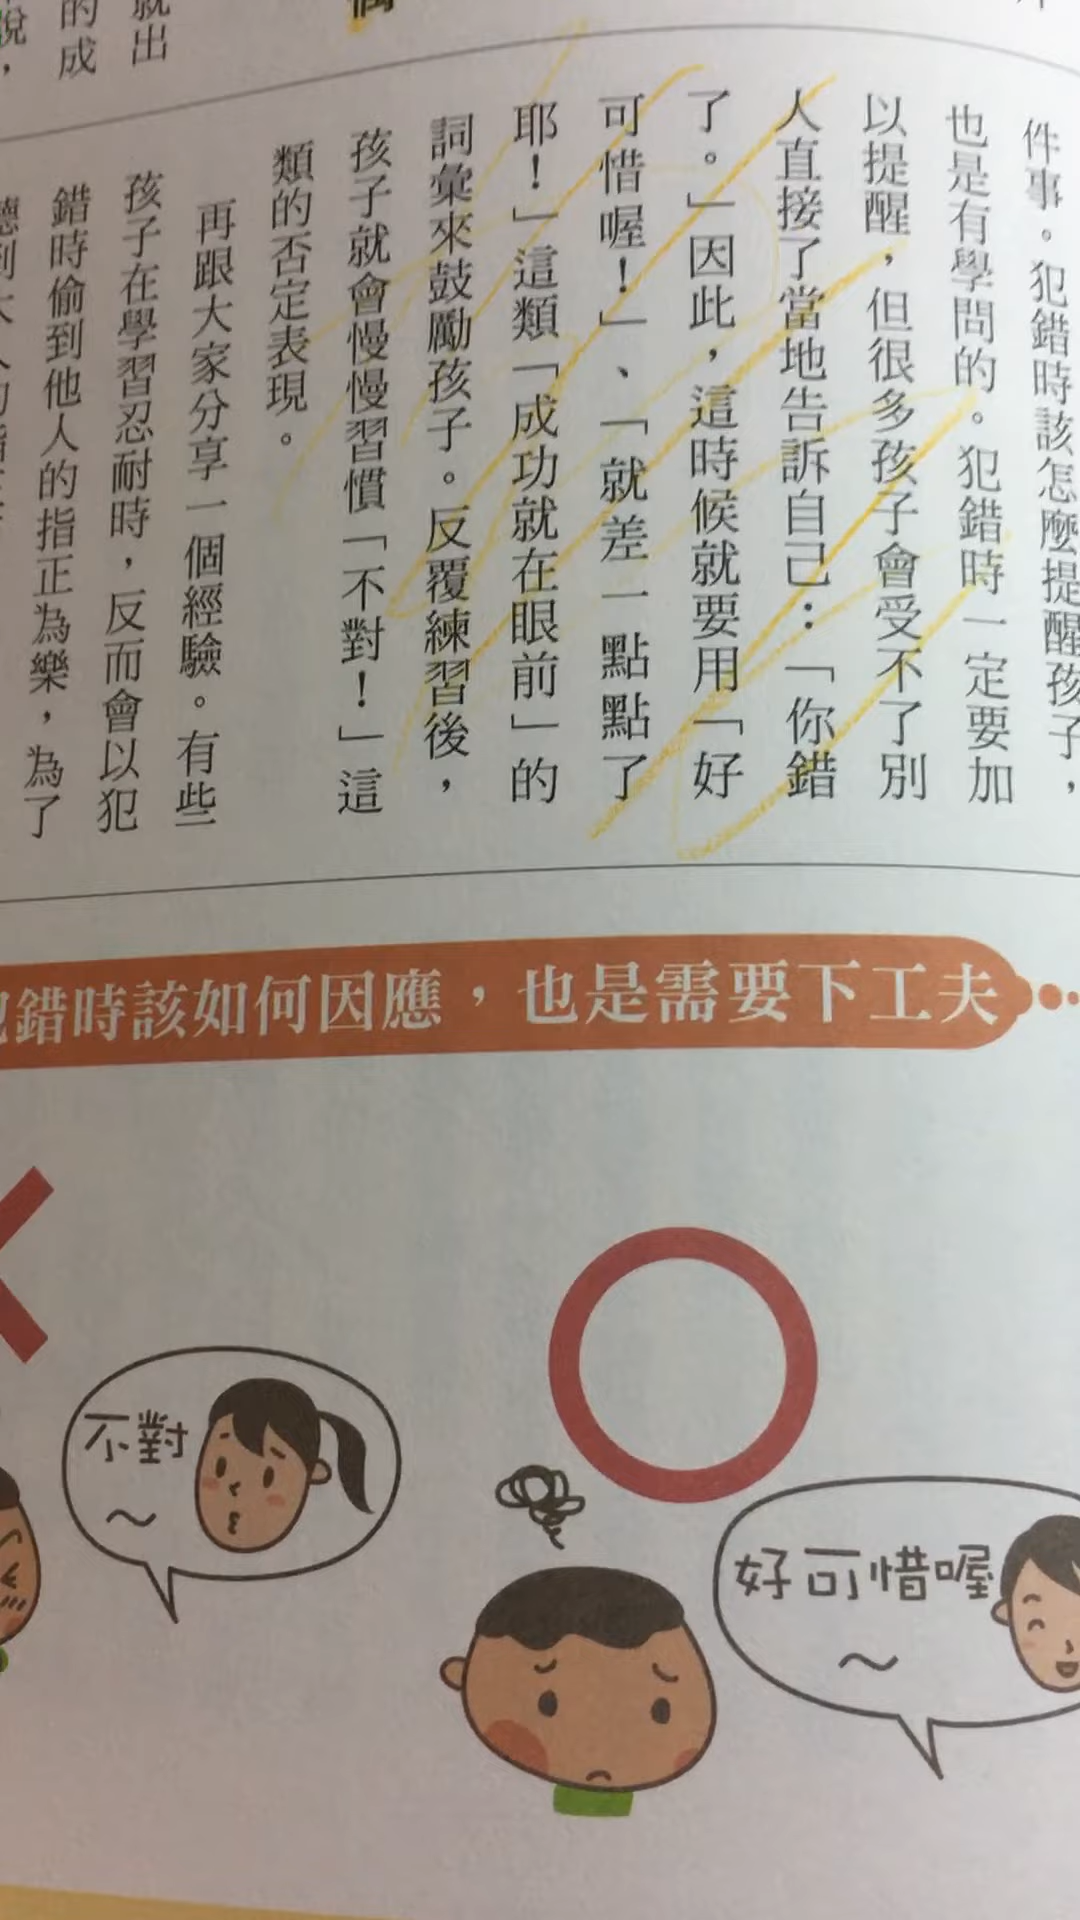 就出
的成
說，
件事。犯錯時該怎麼提醒孩子，
也是有學問的。犯錯時一定要加
以提醒，但很多孩子會受不了別
人直接了當地告訴自己：「你錯
了。」因此，這時候就要用「好
可惜喔！」、「就差一點點了
耶！」這類「成功就在眼前」的
詞彙來鼓勵孩子。反覆練習後，
孩子就會慢慢習慣「不對！」這
類的否定表現。
再跟大家分享一個經驗。有些
孩子在學習忍耐時，反而會以犯
錯時偷到他人的指正為樂，為了
錯時該如何因應，也是需要下工夫
不對
～
好可惜喔
～